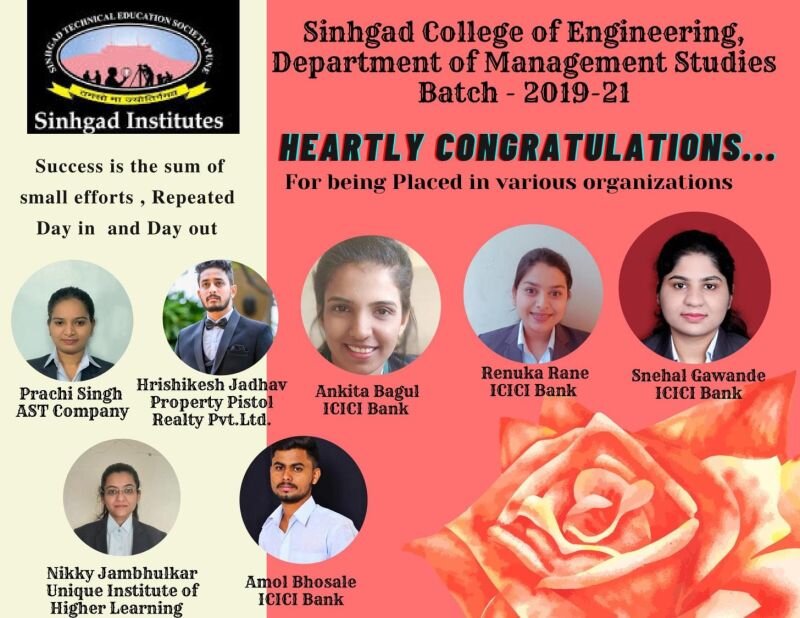 SINHGAD TECHNICAL EDUCATION SOCIETY-PUNE
तमसो मा ज्योतिर्गमय
Sinhgad Institutes
Success is the sum of
small efforts , Repeated
Day in and Day out
Sinhgad College of Engineering,
Department of Management Studies
Batch - 2019-21
HEARTLY CONGRATULATIONS...
For being Placed in various organizations
Prachi Singh
AST Company
Hrishikesh Jadhav
Property Pistol
Realty Pvt.Ltd.
Ankita Bagul
ICICI Bank
Renuka Rane
ICICI Bank
Snehal Gawande
ICICI Bank
Nikky Jambhulkar
Unique Institute of
Higher Learning
Amol Bhosale
ICICI Bank